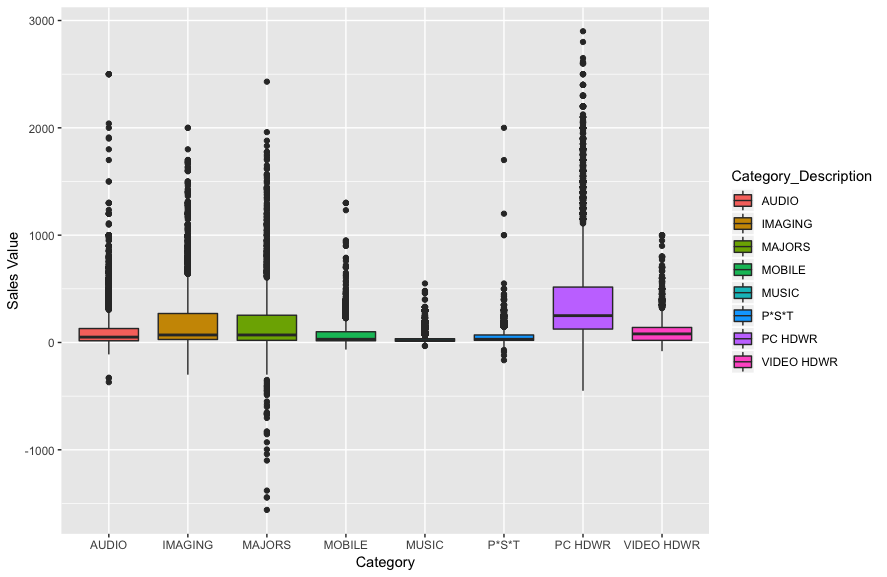 3000
2000
1000
0
-1000
Sales Value
AUDIO IMAGING MAJORS MOBILE MUSIC P*S*T PC HDWR VIDEO HDWR
Category
Category_Description
AUDIO
IMAGING
MAJORS
MOBILE
MUSIC
P*S*T
PC HDWR
VIDEO HDWR